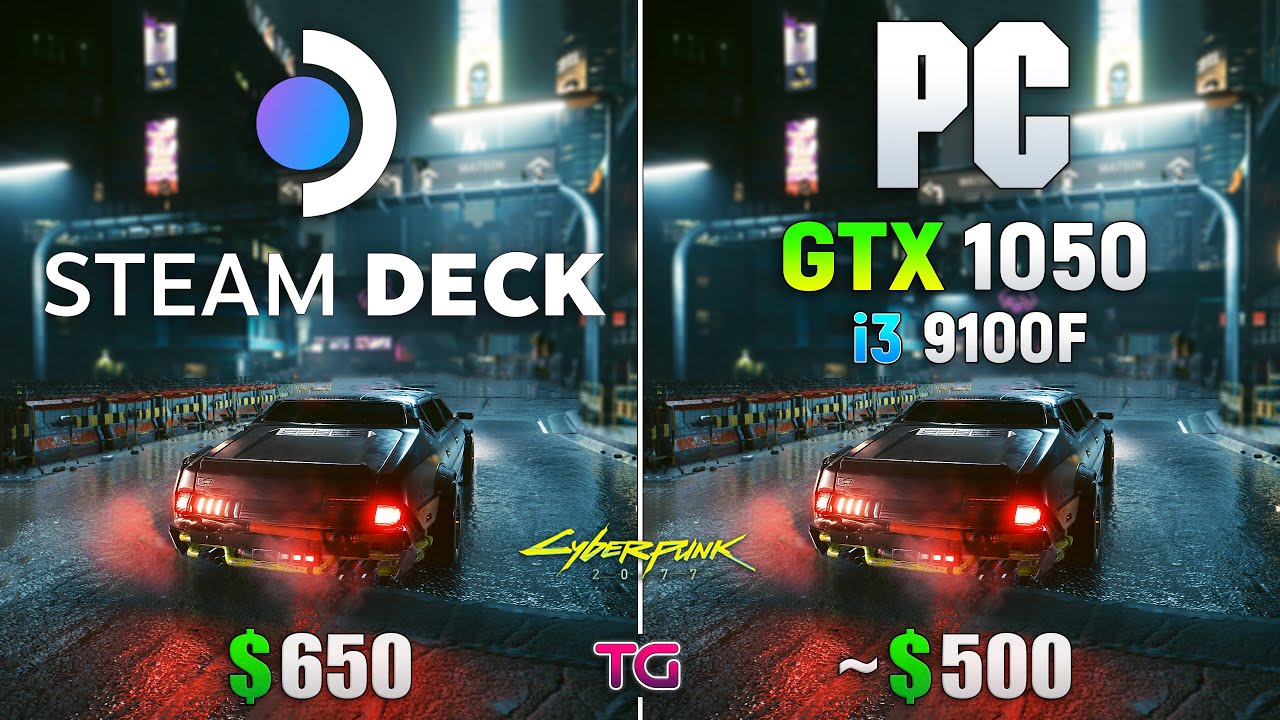 STEAM DECK
$650
PC
GTX 1050
i3 9100F
~$500
CYBERPUNK
2077
TG